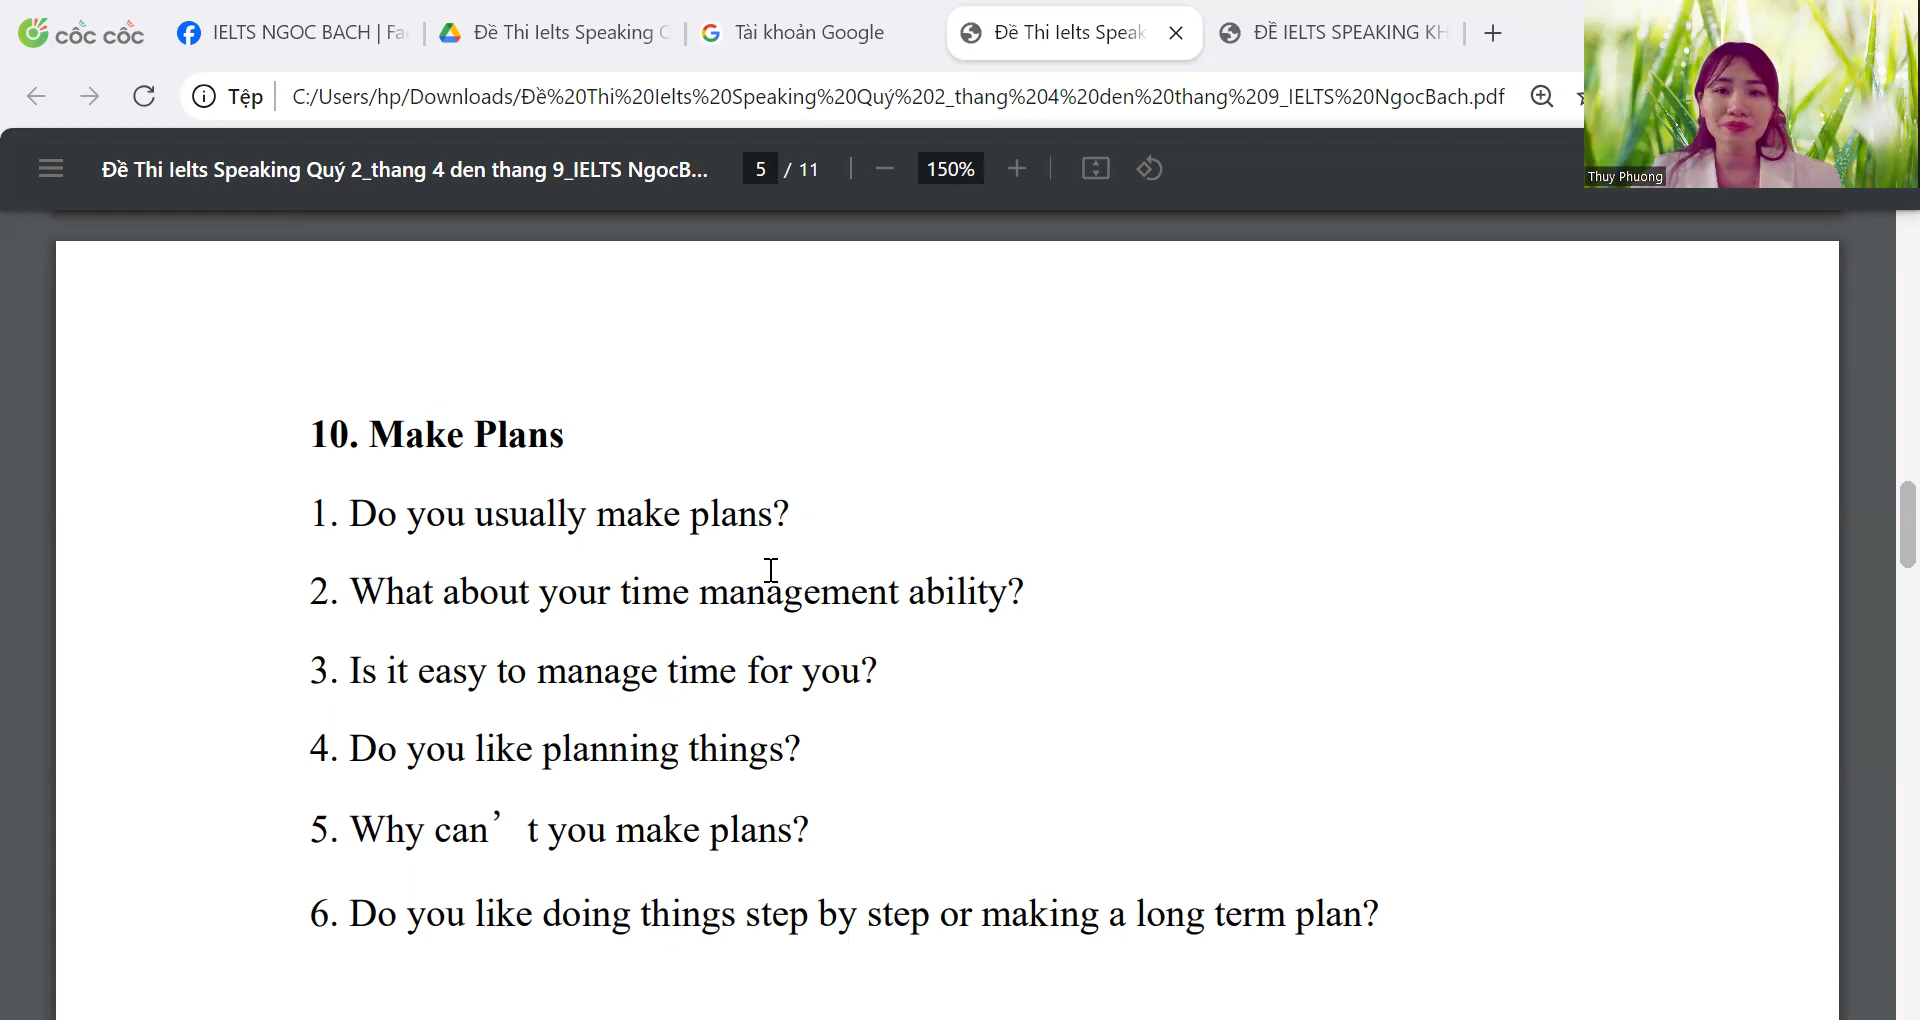 cốc cốc
IELTS NGOC BACH | Fa
Đề Thi Ielts Speaking
Tài khoản Google
Đề Thi Ielts Speak
ĐỀ IELTS SPEAKING KH
Tệp
C:/Users/hp/Downloads/Đề%20Thi%20Ielts%20Speaking%20Quý%202_thang%204%20den%20thang%209_IELTS%20NgocBach.pdf
Đề Thi Ielts Speaking Quý 2_thang 4 den thang 9_IELTS NgocB...
5 / 11
150%
Thuy Phuong
10. Make Plans
1. Do you usually make plans?
2. What about your time management ability?
3. Is it easy to manage time for you?
4. Do you like planning things?
5. Why can’ t you make plans?
6. Do you like doing things step by step or making a long term plan?